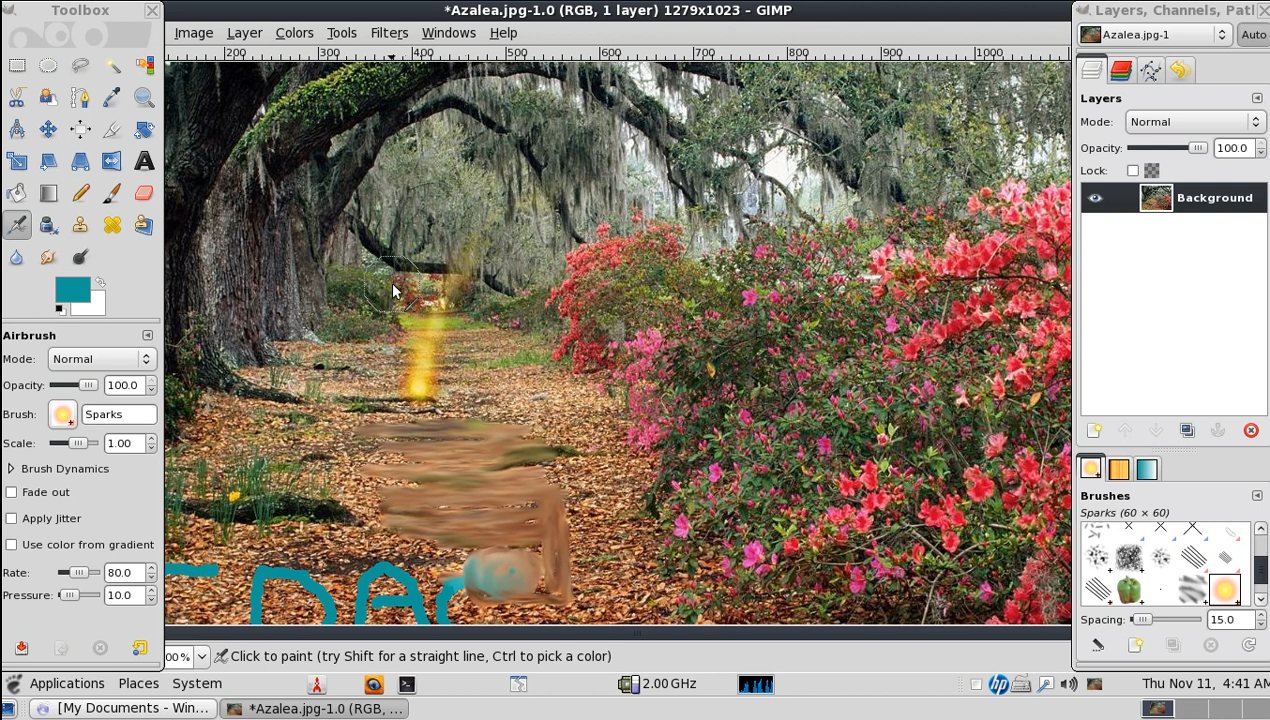 Toolbox
*Azalea.jpg-1.0 (RGB, 1 layer) 1279x1023 – GIMP
Layers, Channels, Pat
Image Layer Colors Tools Filters Windows Help
Azalea.jpg-1
Auto
200 300 400 500 600 700 800 900 1000
Layers
Mode: Normal
Opacity: 100.0
Lock:
Background
Airbrush
Mode: Normal
Opacity: 100.0
Brush: Sparks
Scale: 1.00
Brush Dynamics
Fade out
Apply Jitter
Use color from gradient
Rate: 80.0
Pressure: 10.0
Brushes
Sparks (60 × 60)
Spacing: 15.0
00% Click to paint (try Shift for a straight line, Ctrl to pick a color)
Applications Places System
2.00 GHz
hp
Thu Nov 11, 4:41 AM
[My Documents - Win...
*Azalea.jpg-1.0 (RGB, ...